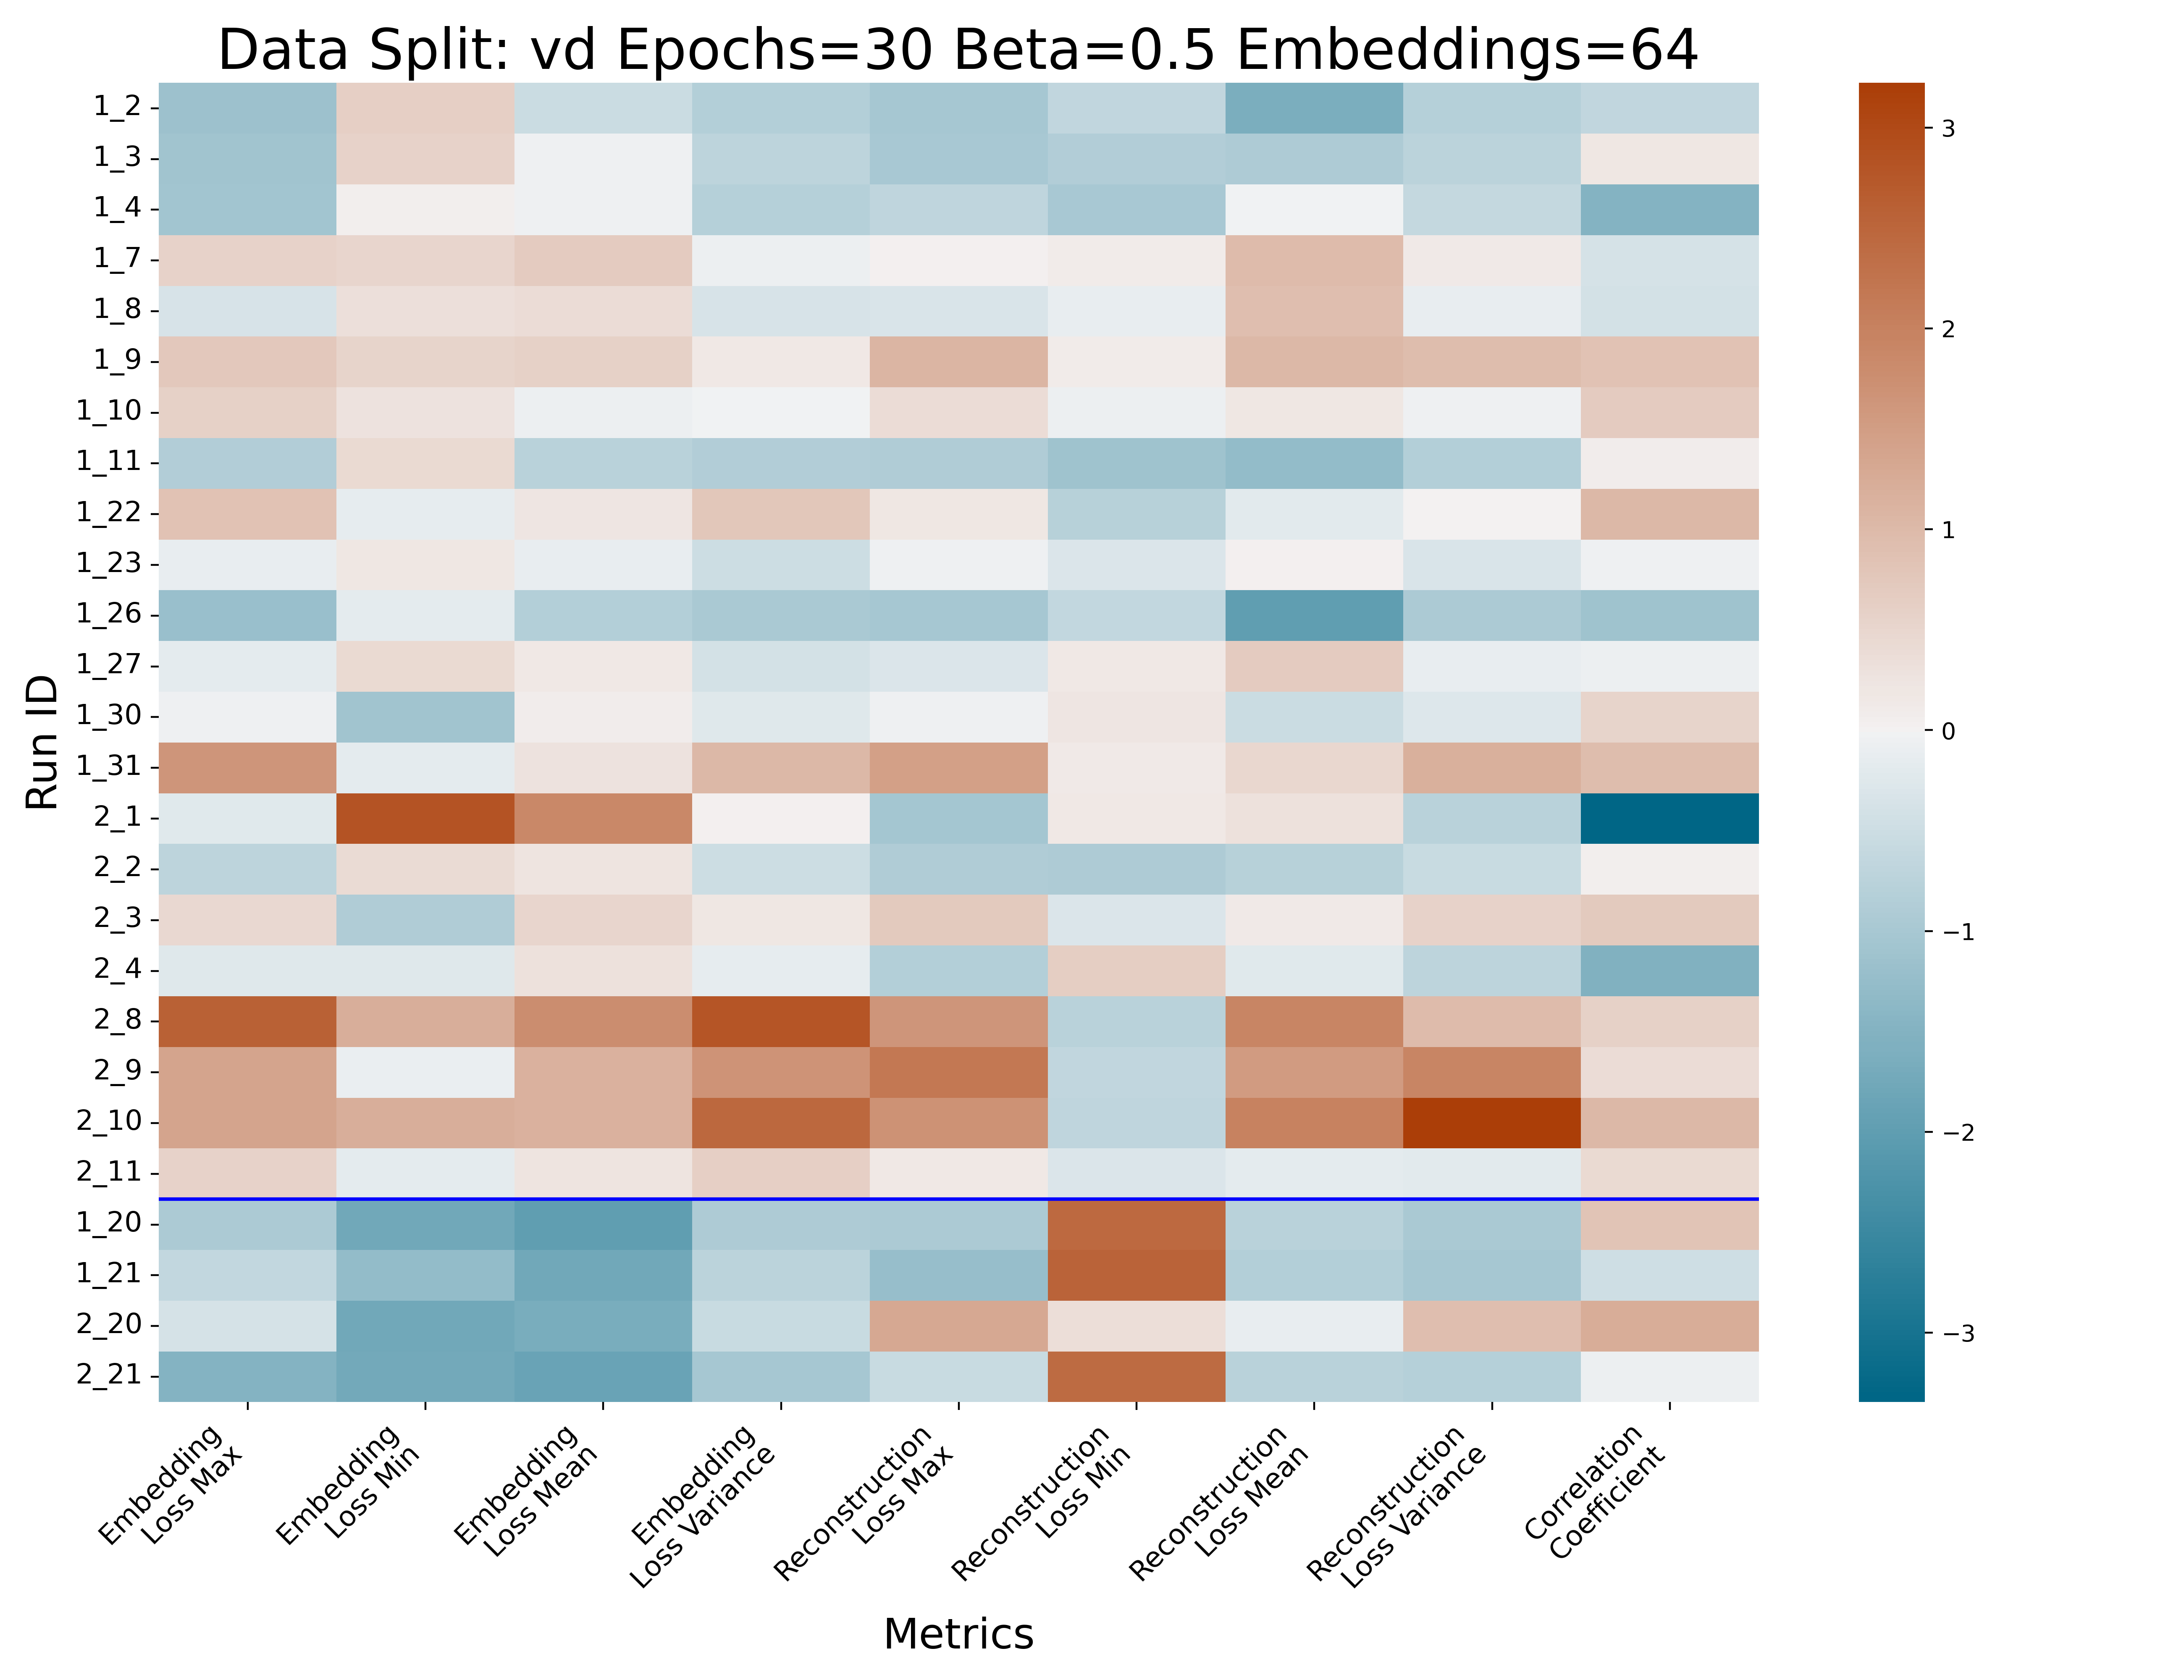 Data Split: vd Epochs=30 Beta=0.5 Embeddings=64
Run ID
1_2
1_3
1_4
1_7
1_8
1_9
1_10
1_11
1_22
1_23
1_26
1_27
1_30
1_31
2_1
2_2
2_3
2_4
2_8
2_9
2_10
2_11
1_20
1_21
2_20
2_21
Embedding
Loss Max
Embedding
Loss Min
Embedding
Loss Mean
Embedding
Loss Variance
Reconstruction
Loss Max
Reconstruction
Loss Min
Reconstruction
Loss Mean
Reconstruction
Loss Variance
Correlation
Coefficient
Metrics
3
2
1
0
−1
−2
−3